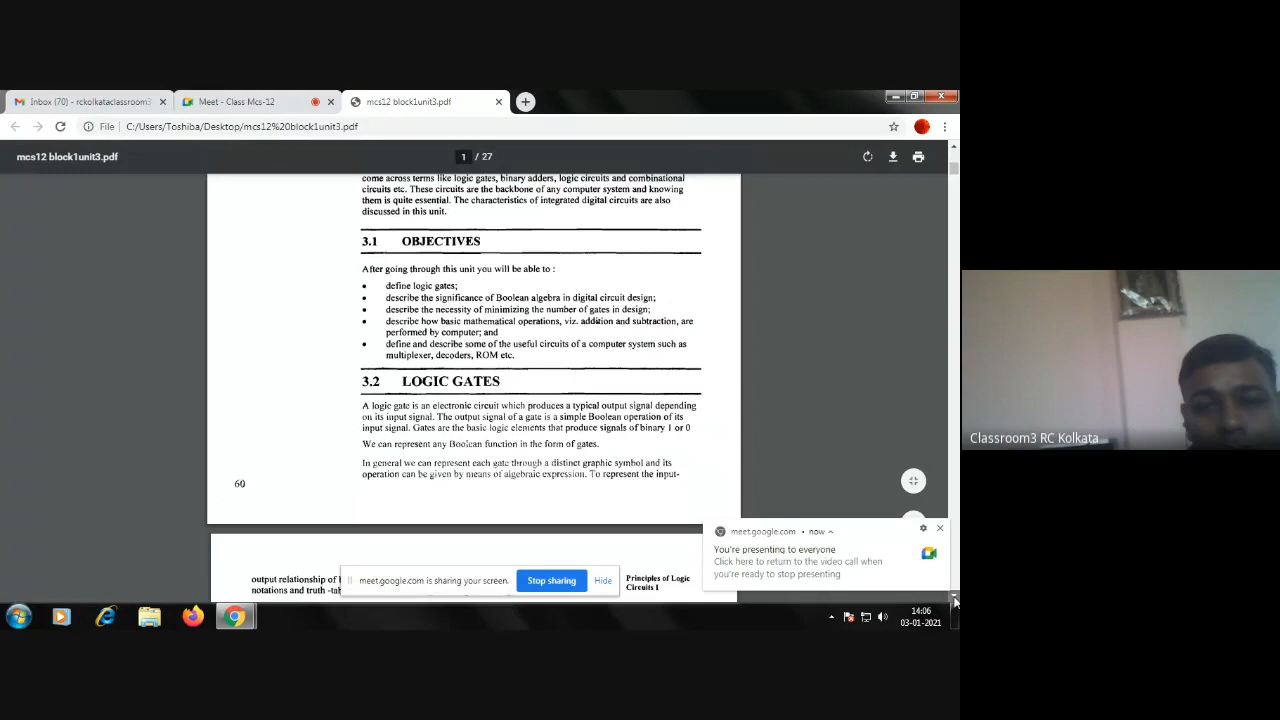 Inbox (70) - rckolkataclassroom3
Meet - Class Mcs-12
mcs12 block1unit3.pdf
File
C:/Users/Toshiba/Desktop/mcs12%20block1unit3.pdf
mcs12 block1unit3.pdf
1 / 27
come across terms like logic gates, binary adders, logic circuits and combinational
circuits etc. These circuits are the backbone of any computer system and knowing
them is quite essential. The characteristics of integrated digital circuits are also
discussed in this unit.
3.1 OBJECTIVES
After going through this unit you will be able to :
• define logic gates;
• describe the significance of Boolean algebra in digital circuit design;
• describe the necessity of minimizing the number of gates in design;
• describe how basic mathematical operations, viz. addition and subtraction, are
performed by computer; and
• define and describe some of the useful circuits of a computer system such as
multiplexer, decoders, ROM etc.
3.2 LOGIC GATES
A logic gate is an electronic circuit which produces a typical output signal depending
on its input signal. The output signal of a gate is a simple Boolean operation of its
input signal. Gates are the basic logic elements that produce signals of binary 1 or 0
We can represent any Boolean function in the form of gates.
In general we can represent each gate through a distinct graphic symbol and its
operation can be given by means of algebraic expression. To represent the input-
60
output relationship of
notations and truth -tab
Principles of Logic
Circuits I
meet.google.com is sharing your screen.
Stop sharing
Hide
meet.google.com • now
You're presenting to everyone
Click here to return to the video call when
you're ready to stop presenting
14:06
03-01-2021
Classroom3 RC Kolkata